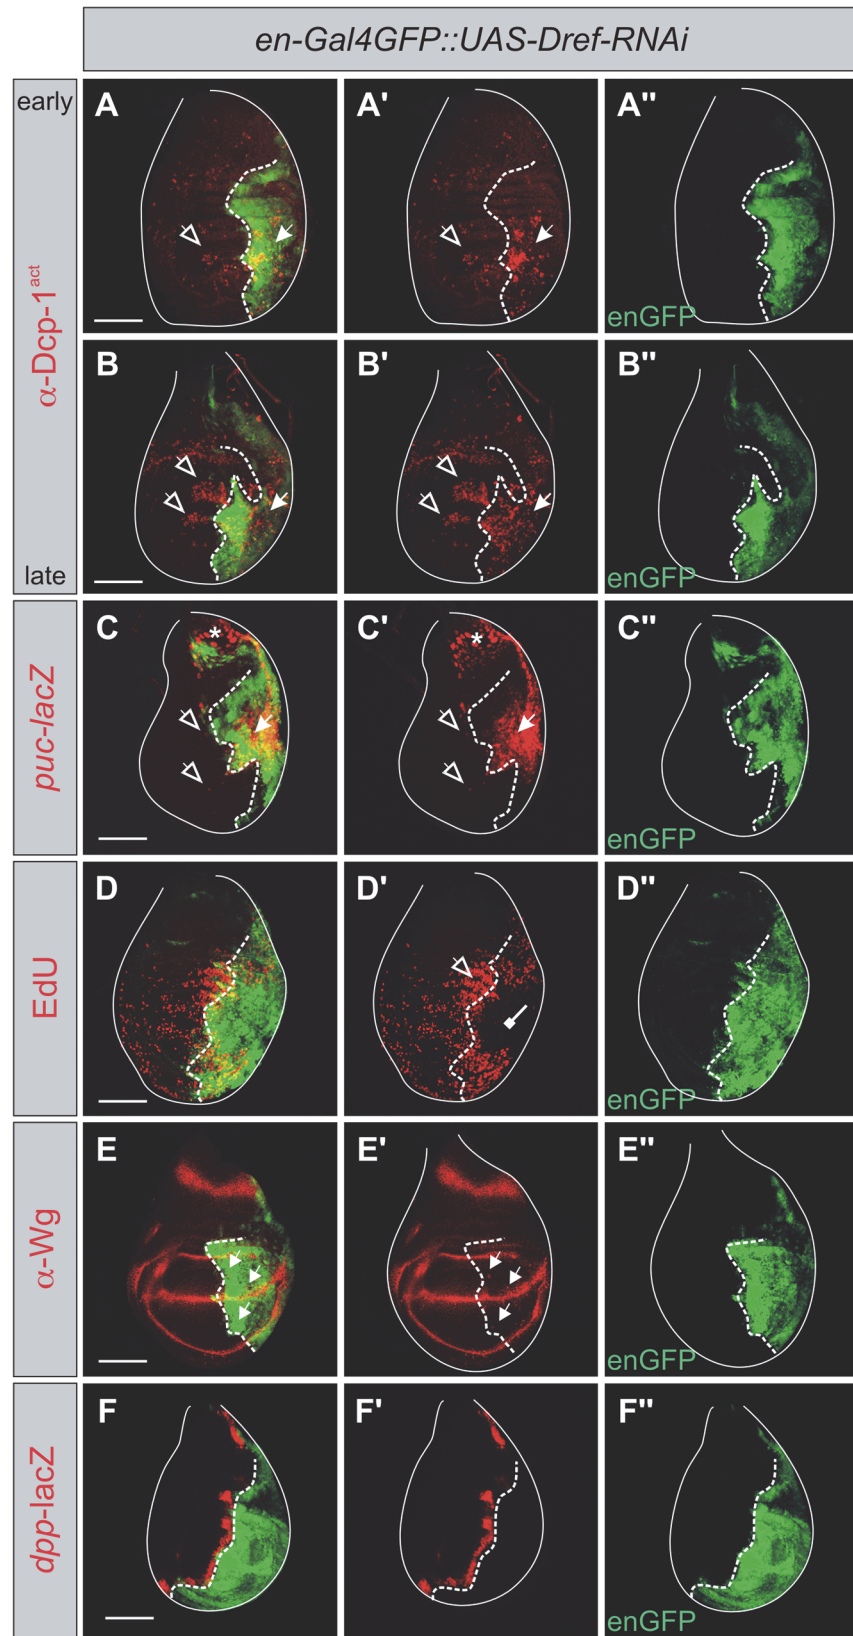 en-Gal4GFP::UAS-Dref-RNAi
early
α-Dcp-1act
late
A
A'
A"
enGFP
B
B'
B"
enGFP
puc-lacZ
C
*
C'
*
C"
enGFP
EdU
D
D'
D"
enGFP
α-Wg
E
E'
E"
enGFP
dpp-lacZ
F
F'
F"
enGFP